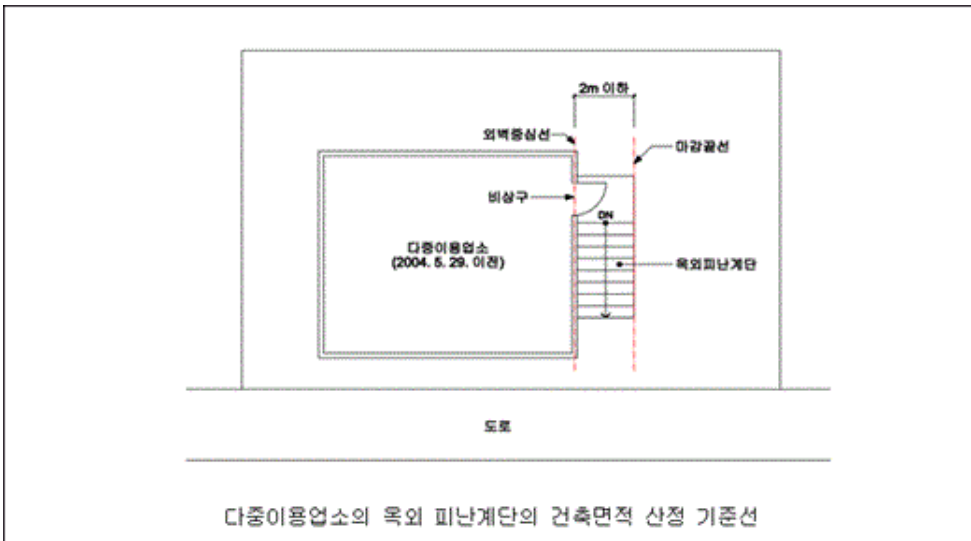 2m 이하
외벽중심선
마감끝선
비상구
DN
다중이용업소
(2004. 5. 29. 이전)
옥외피난계단
도로
다중이용업소의 옥외 피난계단의 건축면적 산정 기준선